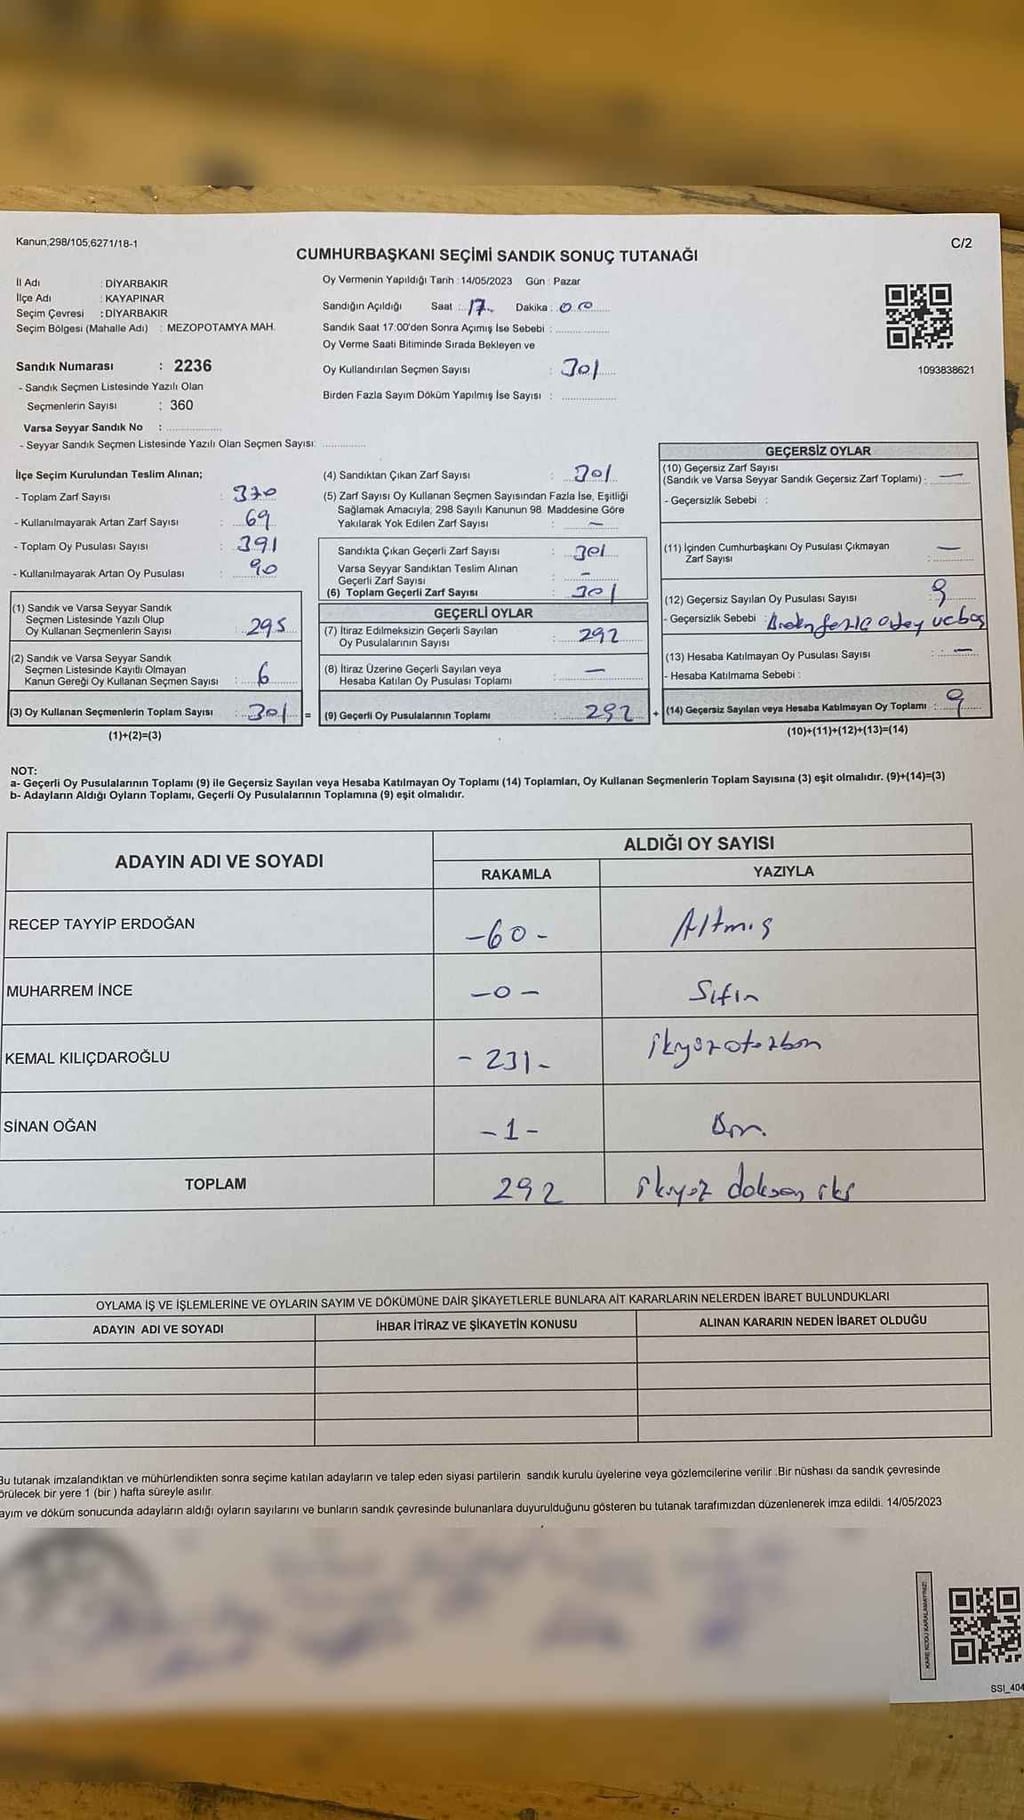 Kanun;298/105,6271/18-1
C/2
CUMHURBAŞKANI SEÇİMİ SANDIK SONUÇ TUTANAĞI
İl Adı : DİYARBAKIR
İlçe Adı : KAYAPINAR
Seçim Çevresi : DİYARBAKIR
Seçim Bölgesi (Mahalle Adı) : MEZOPOTAMYA MAH.
Sandık Numarası : 2236
- Sandık Seçmen Listesinde Yazılı Olan
Seçmenlerin Sayısı : 360
Varsa Seyyar Sandık No :
- Seyyar Sandık Seçmen Listesinde Yazılı Olan Seçmen Sayısı:
Oy Vermenin Yapıldığı Tarih : 14/05/2023 Gün : Pazar
Sandığın Açıldığı Saat : 17 Dakika : 00
Sandık Saat 17:00'den Sonra Açımış İse Sebebi :
Oy Verme Saati Bitiminde Sırada Bekleyen ve
Oy Kullandırılan Seçmen Sayısı : 301
Birden Fazla Sayım Döküm Yapılmış İse Sayısı :
1093838621
İlçe Seçim Kurulundan Teslim Alınan;
- Toplam Zarf Sayısı : 370
- Kullanılmayarak Artan Zarf Sayısı : 69
- Toplam Oy Pusulası Sayısı : 391
- Kullanılmayarak Artan Oy Pusulası : 90
(1) Sandık ve Varsa Seyyar Sandık
Seçmen Listesinde Yazılı Olup
Oy Kullanan Seçmenlerin Sayısı : 295
(2) Sandık ve Varsa Seyyar Sandık
Seçmen Listesinde Kayıtlı Olmayan
Kanun Gereği Oy Kullanan Seçmen Sayısı : 6
(3) Oy Kullanan Seçmenlerin Toplam Sayısı : 301 =
(1)+(2)=(3)
(4) Sandıktan Çıkan Zarf Sayısı : 301
(5) Zarf Sayısı Oy Kullanan Seçmen Sayısından Fazla İse, Eşitliği
Sağlamak Amacıyla; 298 Sayılı Kanunun 98. Maddesine Göre
Yakılarak Yok Edilen Zarf Sayısı : –
Sandıkta Çıkan Geçerli Zarf Sayısı : 301
Varsa Seyyar Sandıktan Teslim Alınan
Geçerli Zarf Sayısı : –
(6) Toplam Geçerli Zarf Sayısı : 301
GEÇERLİ OYLAR
(7) İtiraz Edilmeksizin Geçerli Sayılan
Oy Pusulalarının Sayısı : 292
(8) İtiraz Üzerine Geçerli Sayılan veya
Hesaba Katılan Oy Pusulası Toplamı : —
(9) Geçerli Oy Pusulalarının Toplamı : 292 +
GEÇERSİZ OYLAR
(10) Geçersiz Zarf Sayısı
(Sandık ve Varsa Seyyar Sandık Geçersiz Zarf Toplamı) : —
- Geçersizlik Sebebi :
(11) İçinden Cumhurbaşkanı Oy Pusulası Çıkmayan
Zarf Sayısı : —
(12) Geçersiz Sayılan Oy Pusulası Sayısı : 9
- Geçersizlik Sebebi : Birden fazla aday ve boş
(13) Hesaba Katılmayan Oy Pusulası Sayısı : —
- Hesaba Katılmama Sebebi :
(14) Geçersiz Sayılan veya Hesaba Katılmayan Oy Toplamı : 9
(10)+(11)+(12)+(13)=(14)
NOT:
a- Geçerli Oy Pusulalarının Toplamı (9) ile Geçersiz Sayılan veya Hesaba Katılmayan Oy Toplamı (14) Toplamları, Oy Kullanan Seçmenlerin Toplam Sayısına (3) eşit olmalıdır. (9)+(14)=(3)
b- Adayların Aldığı Oyların Toplamı, Geçerli Oy Pusulalarının Toplamına (9) eşit olmalıdır.
ADAYIN ADI VE SOYADI
ALDIĞI OY SAYISI
RAKAMLA YAZIYLA
RECEP TAYYİP ERDOĞAN -60- Altmış
MUHARREM İNCE -0- Sıfır
KEMAL KILIÇDAROĞLU -231- ikiyüzotuzbir
SİNAN OĞAN -1- Bir
TOPLAM 292 ikiyüz doksan iki
OYLAMA İŞ VE İŞLEMLERİNE VE OYLARIN SAYIM VE DÖKÜMÜNE DAİR ŞİKAYETLERLE BUNLARA AİT KARARLARIN NELERDEN İBARET BULUNDUKLARI
ADAYIN ADI VE SOYADI İHBAR İTİRAZ VE ŞİKAYETİN KONUSU ALINAN KARARIN NEDEN İBARET OLDUĞU
Bu tutanak imzalandıktan ve mühürlendikten sonra seçime katılan adayların ve talep eden siyasi partilerin sandık kurulu üyelerine veya gözlemcilerine verilir .Bir nüshası da sandık çevresinde
örülecek bir yere 1 (bir ) hafta süreyle asılır.
ayım ve döküm sonucunda adayların aldığı oyların sayılarını ve bunların sandık çevresinde bulunanlara duyurulduğunu gösteren bu tutanak tarafımızdan düzenlenerek imza edildi. 14/05/2023
KARE KODU KARALAMAYINIZ!
SSI_404